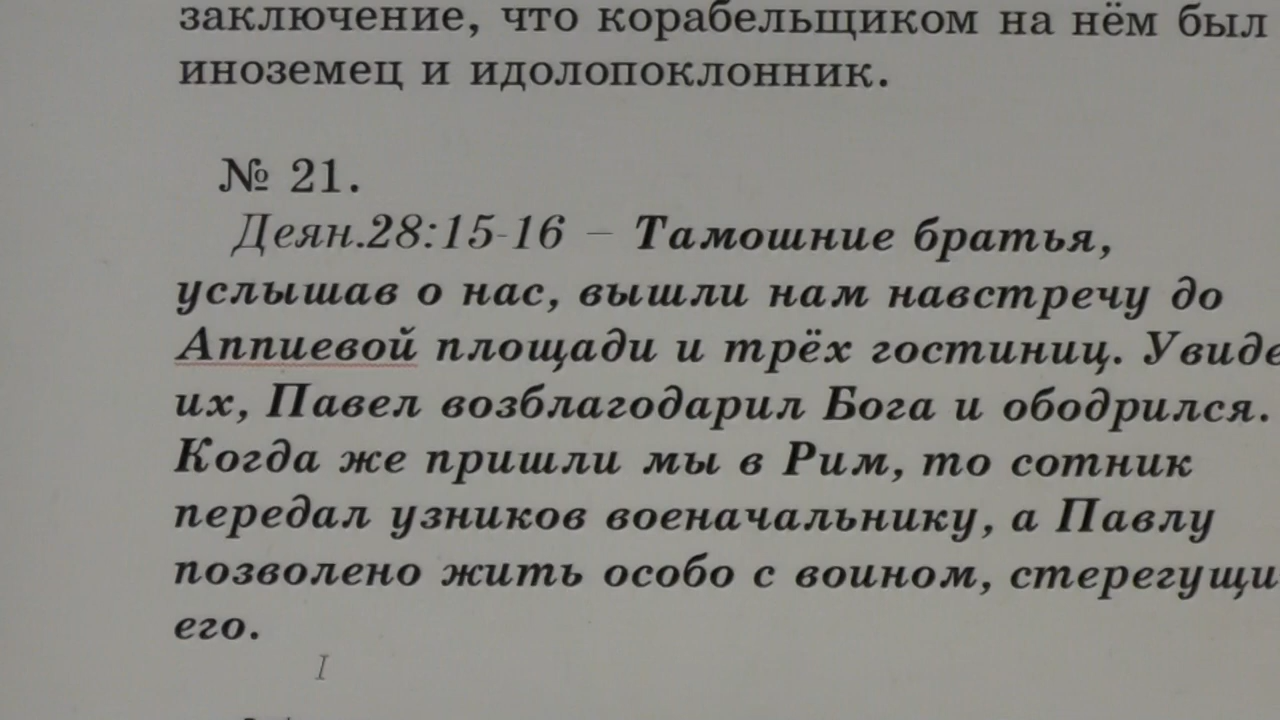 заключение, что корабельщиком на нём был
иноземец и идолопоклонник.
№ 21.
Деян.28:15-16 – Тамошние братья,
услышав о нас, вышли нам навстречу до
Аппиевой площади и трёх гостиниц. Увиде
их, Павел возблагодарил Бога и ободрился.
Когда же пришли мы в Рим, то сотник
передал узников военачальнику, а Павлу
позволено жить особо с воином, стерегущи
его.